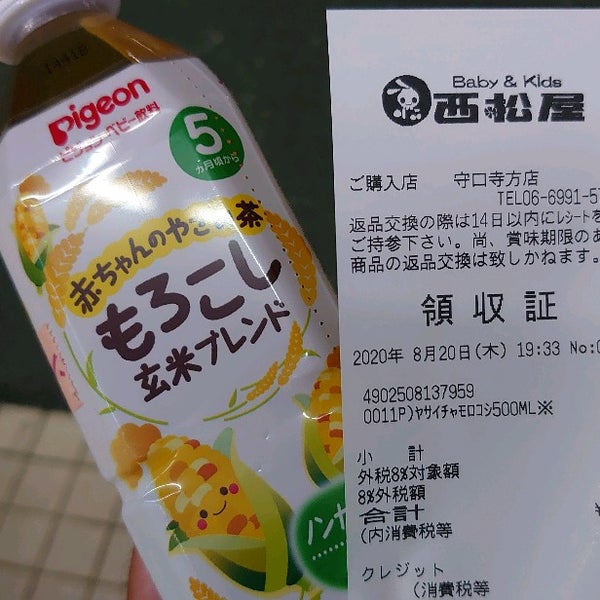 Pigeon
ピジョンベビー飲料
5
ヵ月頃から
赤ちゃんのやさい茶
もろこし
玄米ブレンド
ノン
Baby & Kids
西松屋
ご購入店 守口寺方店
TEL06-6991-5
返品交換の際は14日以内にレシートを
ご持参下さい。尚、賞味期限のあ
商品の返品交換は致しかねます。
領収証
2020年 8月20日(木) 19:33 No:0
4902508137959
0011P)ヤサイチャモロコシ500ML※
小 計
外税8%対象額
8%外税額
合計
(内消費税等
クレジット
(消費税等